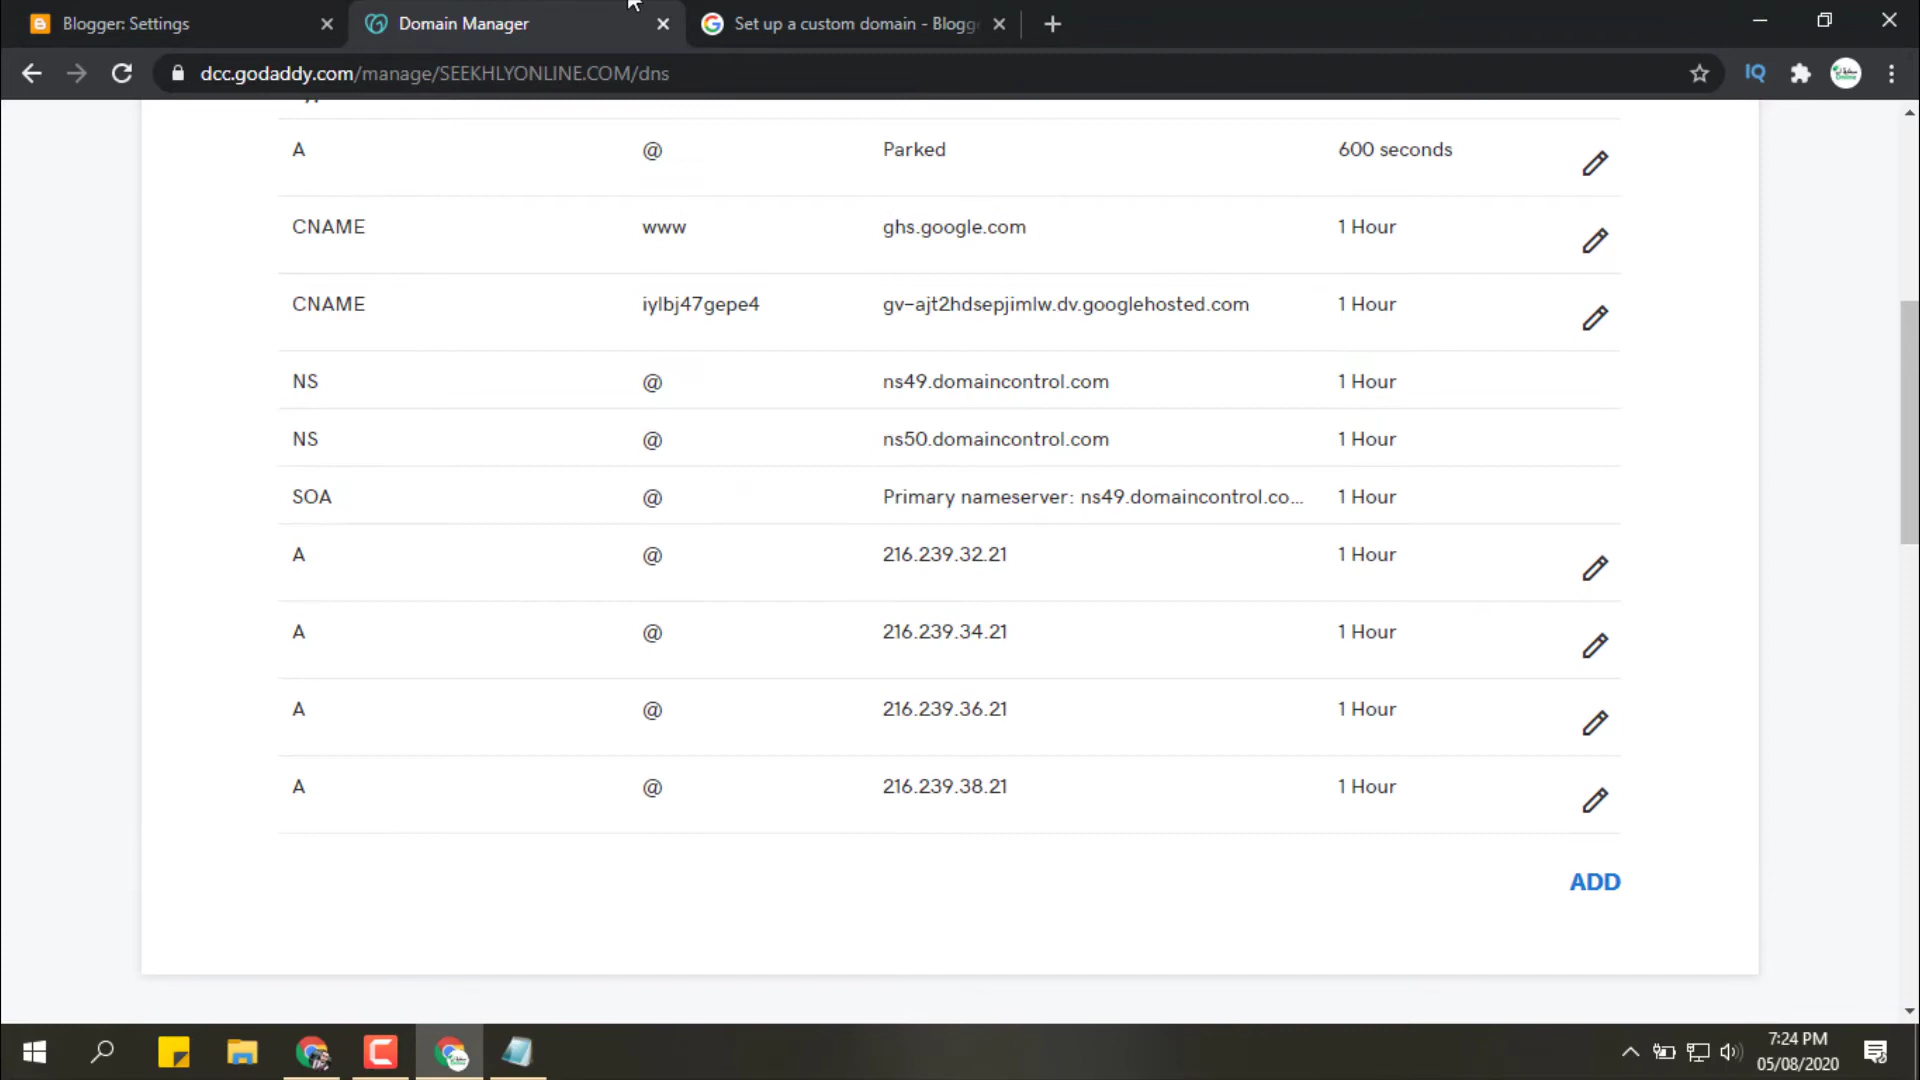 Blogger: Settings
Domain Manager
Set up a custom domain - Blogg
dcc.godaddy.com/manage/SEEKHLYONLINE.COM/dns
IQ
A @ Parked 600 seconds
CNAME www ghs.google.com 1 Hour
CNAME iylbj47gepe4 gv-ajt2hdsepjimlw.dv.googlehosted.com 1 Hour
NS @ ns49.domaincontrol.com 1 Hour
NS @ ns50.domaincontrol.com 1 Hour
SOA @ Primary nameserver: ns49.domaincontrol.co... 1 Hour
A @ 216.239.32.21 1 Hour
A @ 216.239.34.21 1 Hour
A @ 216.239.36.21 1 Hour
A @ 216.239.38.21 1 Hour
ADD
7:24 PM
05/08/2020